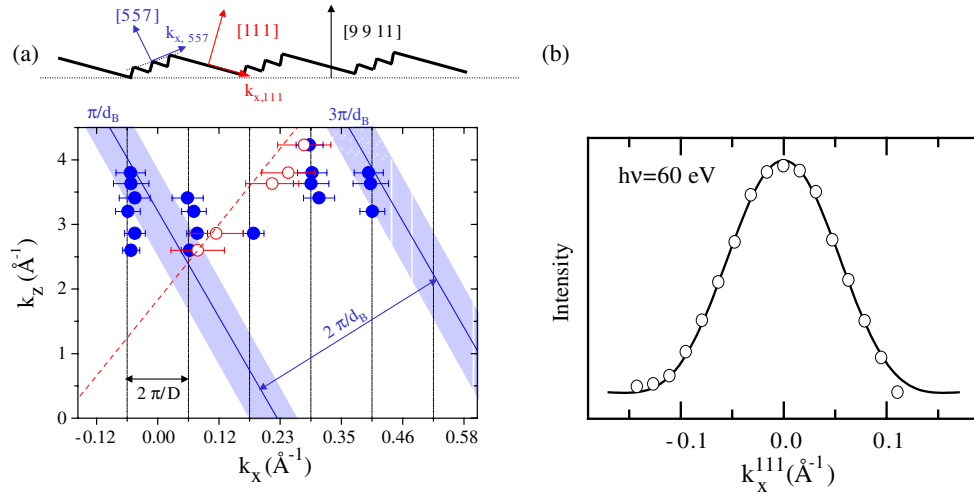 (a)
[557]
k_x, 557
[111]
k_x,111
[9 9 11]
π/d_B
3π/d_B
4
3
2
1
0
k_z (Å⁻¹)
2 π/D
2 π/d_B
-0.12 0.00 0.12 0.23 0.35 0.46 0.58
k_x(Å⁻¹)
(b)
hν=60 eV
Intensity
-0.1 0.0 0.1
k_x^111(Å⁻¹)